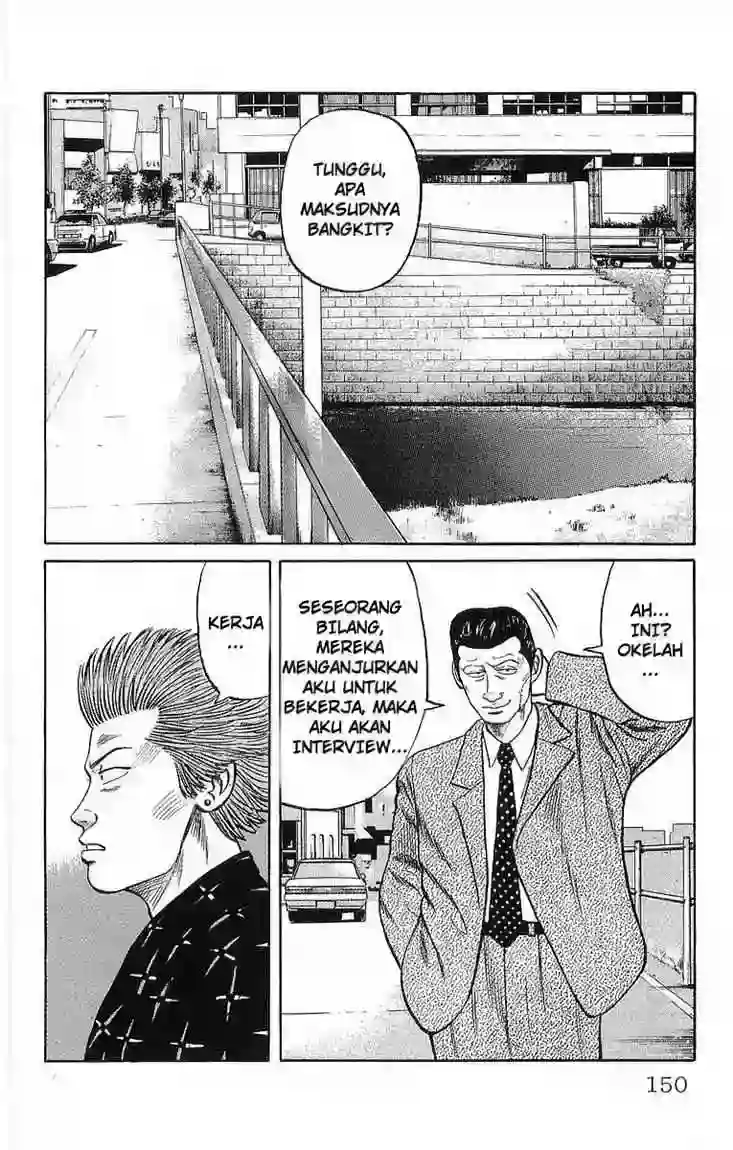 TUNGGU,
APA
MAKSUDNYA
BANGKIT?
AH...
INI?
OKELAH
...
SESEORANG
BILANG,
MEREKA
MENGANJURKAN
AKU UNTUK
BEKERJA, MAKA
AKU AKAN
INTERVIEW...
KERJA
...
150